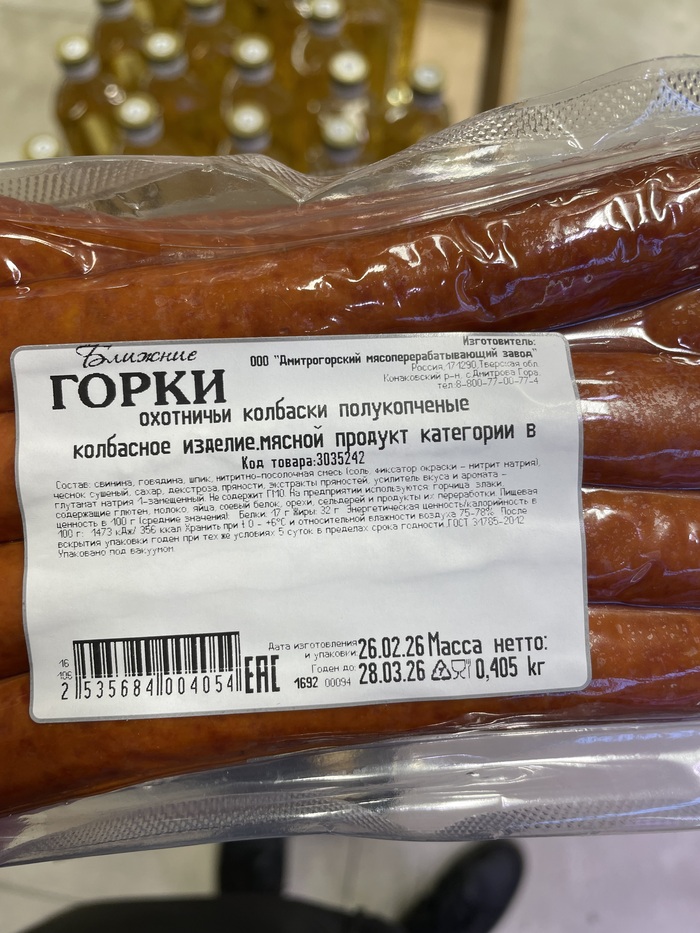 Ближние
ГОРКИ
Изготовитель:
ООО "Дмитрогорский мясоперерабатывающий завод"
Россия, 171290, Тверская обл.
Конаковский р-н. с.Дмитрова Гора,
тел.8-800-77-00-77-4
охотничьи колбаски полукопченые
колбасное изделие.мясной продукт категории В
Код товара:3035242
Состав: свинина, говядина, шпик, нитритно-посолочная смесь (соль, фиксатор окраски - нитрит натрия),
чеснок сушеный, сахар, декстроза, пряности, экстракты пряностей, усилитель вкуса и аромата -
глутамат натрия 1-замещенный. Не содержит ГМО. На предприятии используются: горчица, злаки,
содержащие глютен, молоко, яйца, соевый белок, орехи, сельдерей и продукты их переработки. Пищевая
ценность в 100 г (средние значения): Белки: 17 г Жиры: 32 г. Энергетическая ценность/калорийность в
100 г: 1473 кДж/ 356 ккал Хранить при t 0 - +6°С и относительной влажности воздуха 75-78%. После
вскрытия упаковки годен при тех же условиях 5 суток в пределах срока годности.ГОСТ 31785-2012
Упаковано под вакуумом.
16
106
2 535684 004054
ЕАС
Дата изготовления
и упаковки
26.02.26
Масса нетто:
Годен до:
28.03.26
0,405 кг
1692 00094